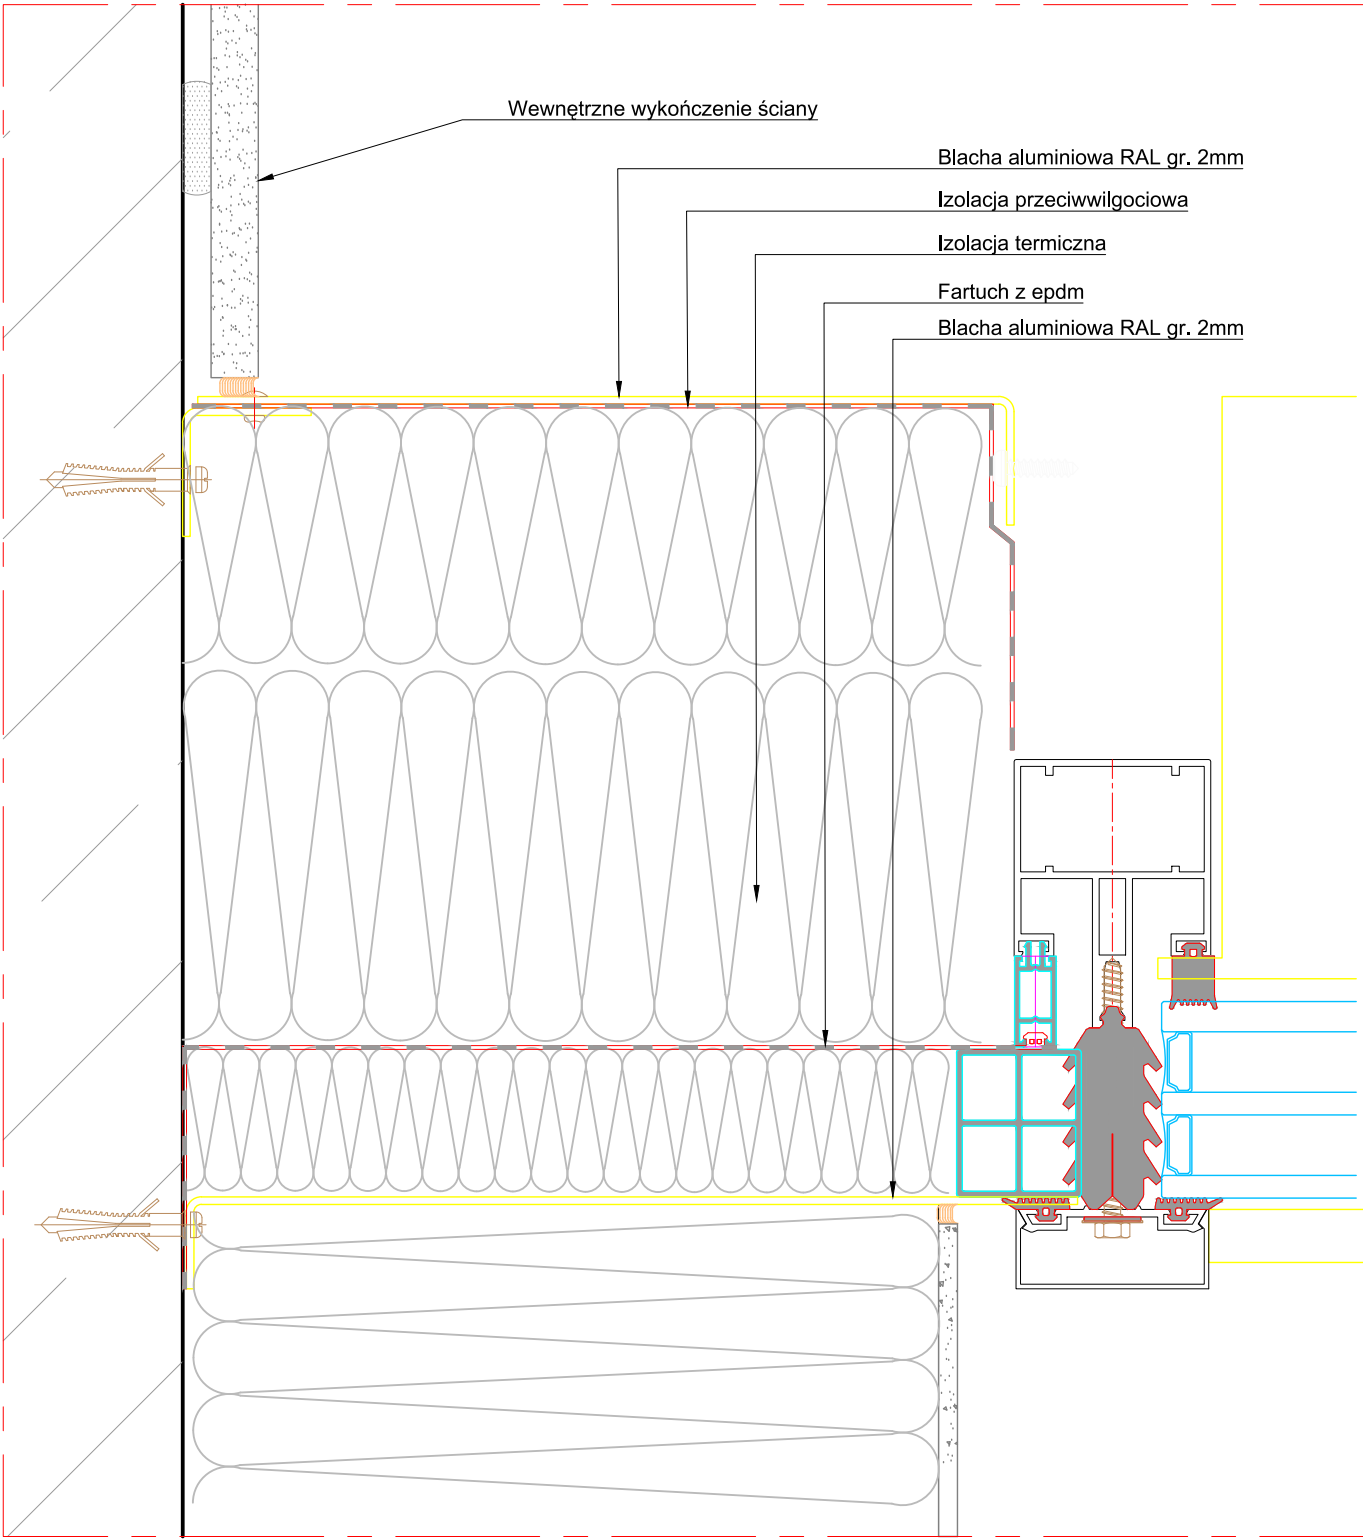 Wewnętrzne wykończenie ściany
Blacha aluminiowa RAL gr. 2mm
Izolacja przeciwwilgociowa
Izolacja termiczna
Fartuch z epdm
Blacha aluminiowa RAL gr. 2mm